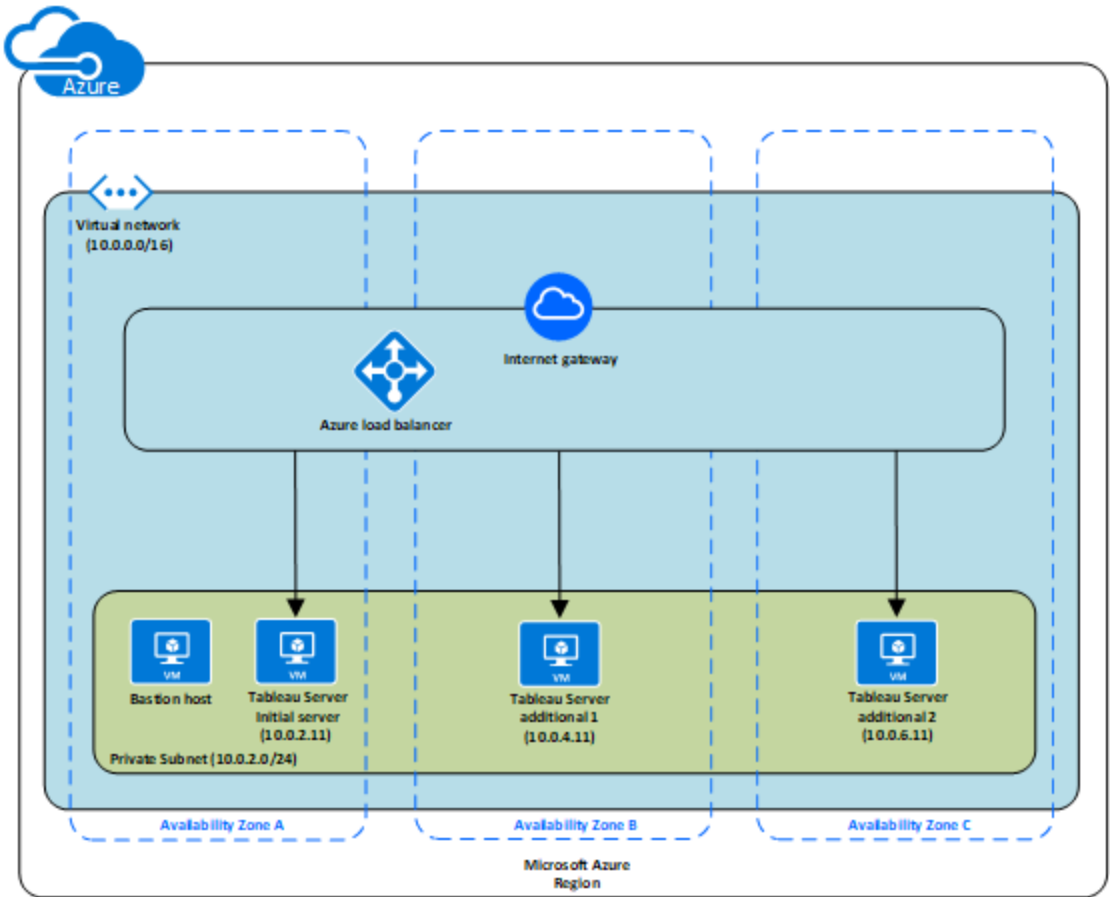 Azure
Virtual network
(10.0.0.0/16)
Internet gateway
Azure load balancer
VM
Bastion host
VM
Tableau Server
Initial server
(10.0.2.11)
VM
Tableau Server
additional 1
(10.0.4.11)
VM
Tableau Server
additional 2
(10.0.6.11)
Private Subnet (10.0.2.0/24)
Availability Zone A
Availability Zone B
Availability Zone C
Microsoft Azure
Region